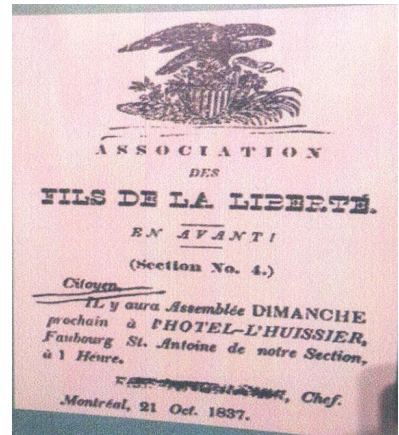 ASSOCIATION
DES
FILS DE LA LIBERTÉ.
EN AVANT!
(Section No. 4.)
Citoyen.
IL y aura Assemblée DIMANCHE
prochain à l'HOTEL-L'HUISSIER,
Faubourg St. Antoine de notre Section,
à 1 Héure.
, Chef.
Montréal, 21 Oct. 1837.